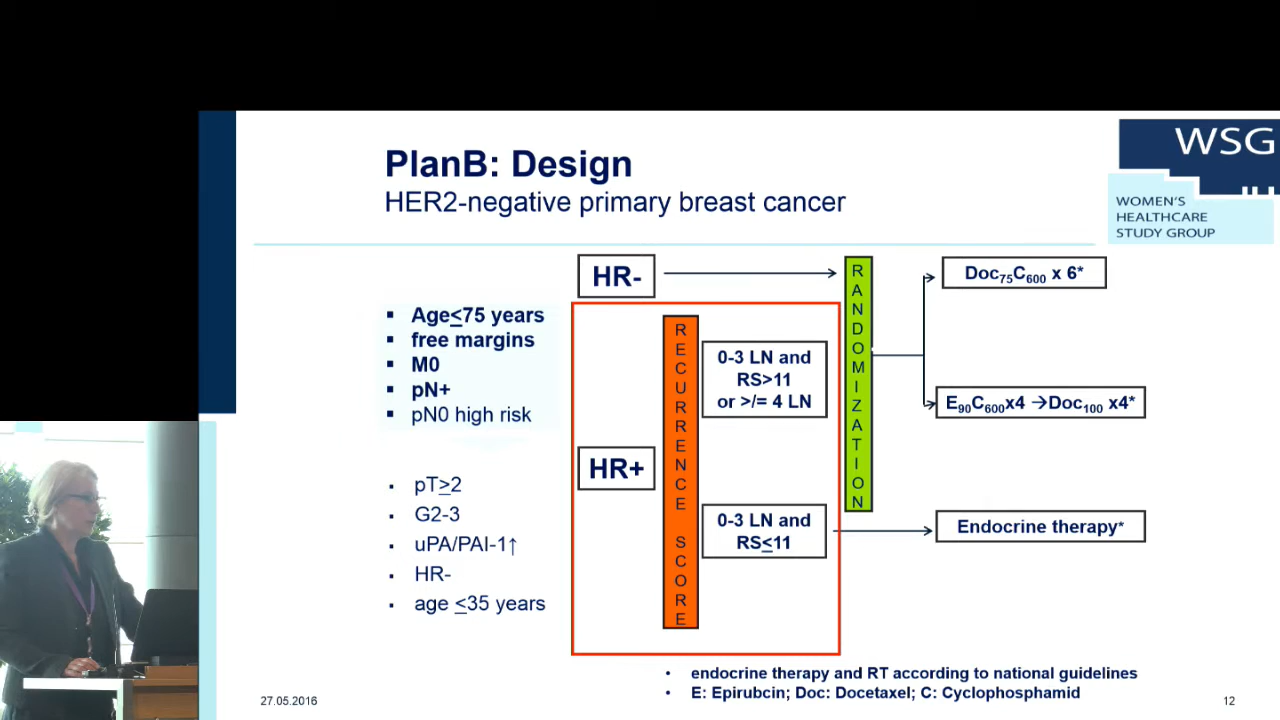 PlanB: Design
HER2-negative primary breast cancer
WSG
WOMEN'S
HEALTHCARE
STUDY GROUP
Age≤75 years
free margins
M0
pN+
pN0 high risk
pT≥2
G2-3
uPA/PAI-1↑
HR-
age ≤35 years
HR-
HR+
RECURRENCE SCORE
0-3 LN and
RS>11
or >/= 4 LN
0-3 LN and
RS≤11
RANDOMIZATION
Doc75C600 x 6*
E90C600x4 →Doc100 x4*
Endocrine therapy*
endocrine therapy and RT according to national guidelines
E: Epirubcin; Doc: Docetaxel; C: Cyclophosphamid
27.05.2016
12